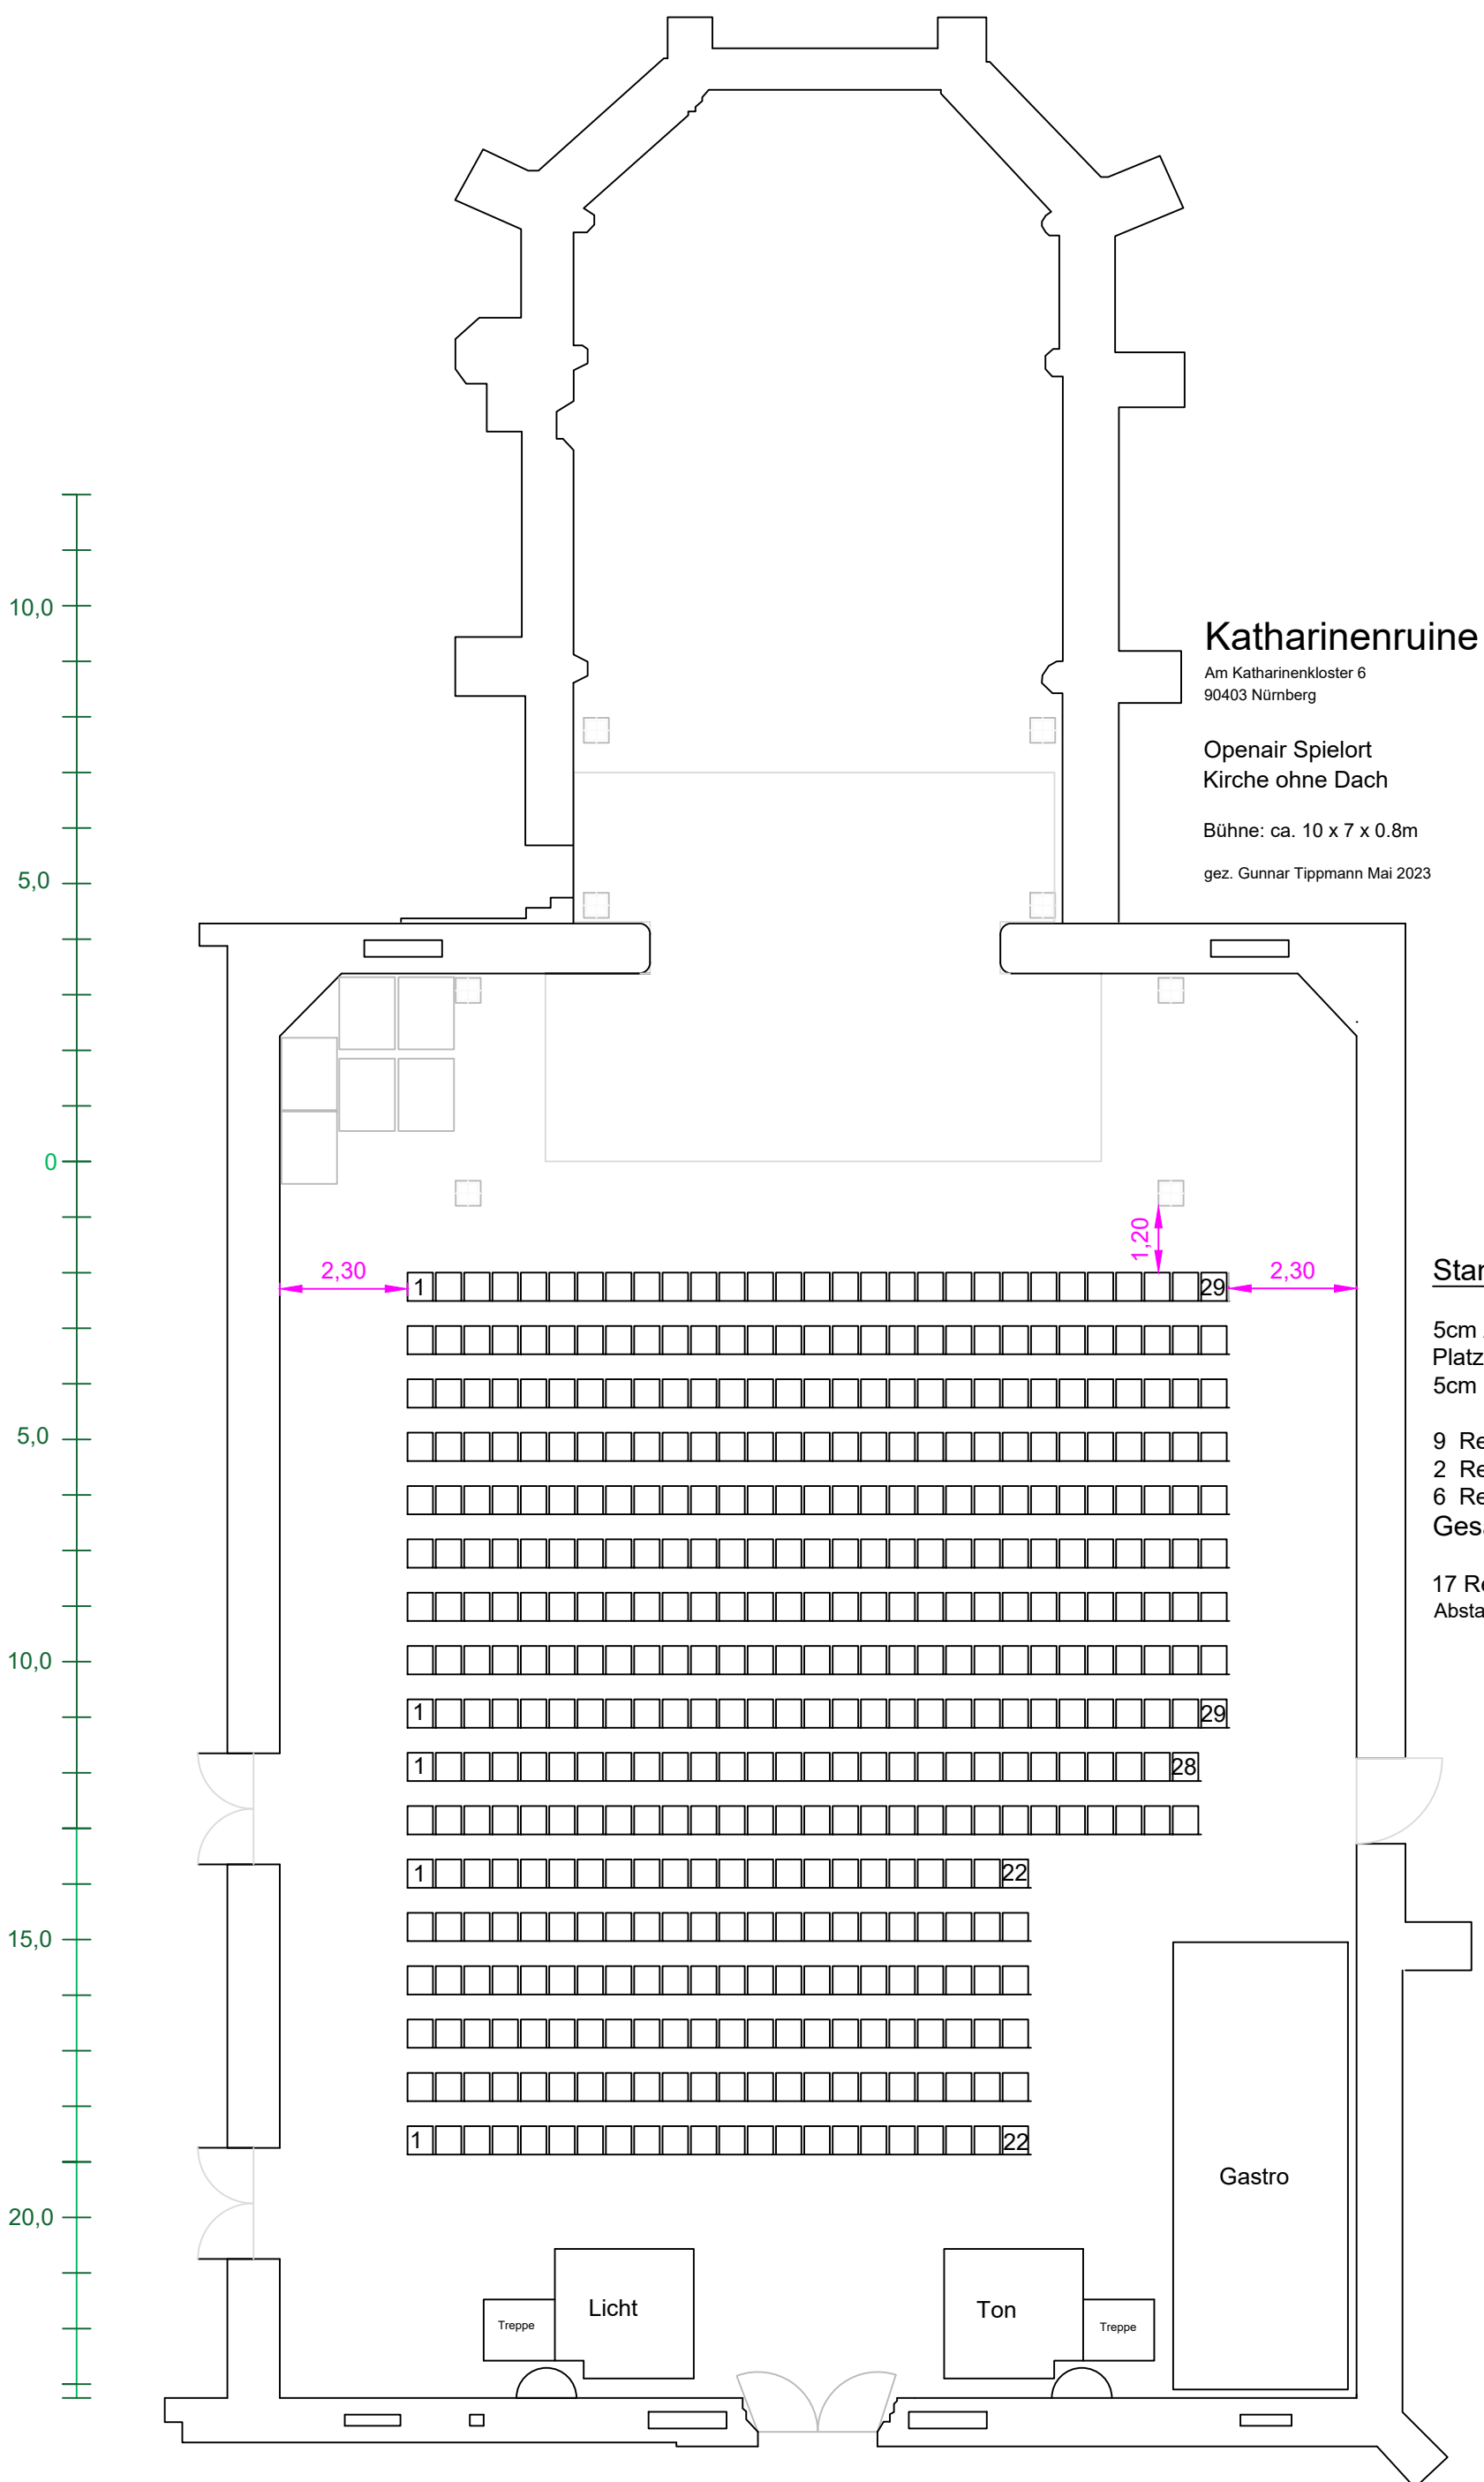 10,0
Katharinenruine
Am Katharinenkloster 6
90403 Nürnberg
Openair Spielort
Kirche ohne Dach
Bühne: ca. 10 x 7 x 0.8m
gez. Gunnar Tippmann Mai 2023
5,0
0
1,20
2,30
2,30
1
29
5cm
5cm
5,0
9
2
6
17
10,0
1
29
1
28
1
22
15,0
1
22
Gastro
20,0
Licht
Ton
Treppe
Treppe